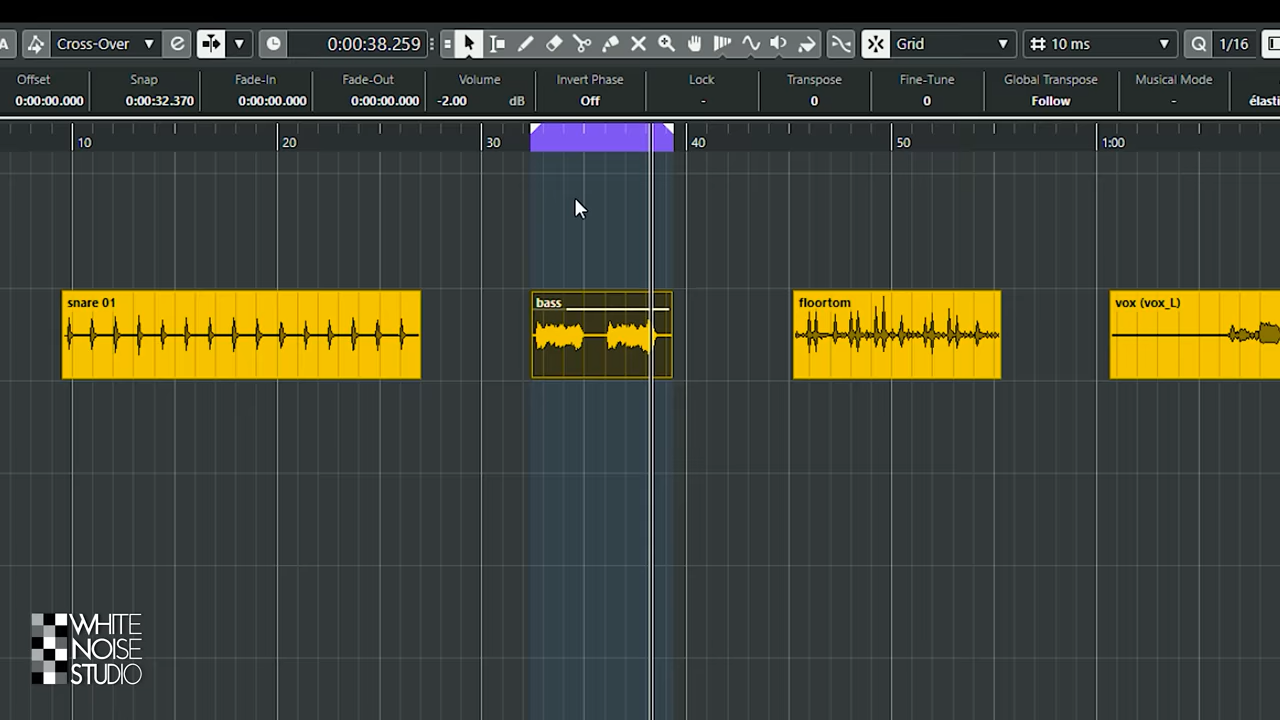 A Cross-Over 0:00:38.259 Grid 10 ms 1/16
Offset Snap Fade-In Fade-Out Volume Invert Phase Lock Transpose Fine-Tune Global Transpose Musical Mode
0:00:00.000 0:00:32.370 0:00:00.000 0:00:00.000 -2.00 dB Off - 0 0 Follow - élasti
10 20 30 40 50 1:00
snare 01 bass floortom vox (vox_L)
WHITE
NOISE
STUDIO